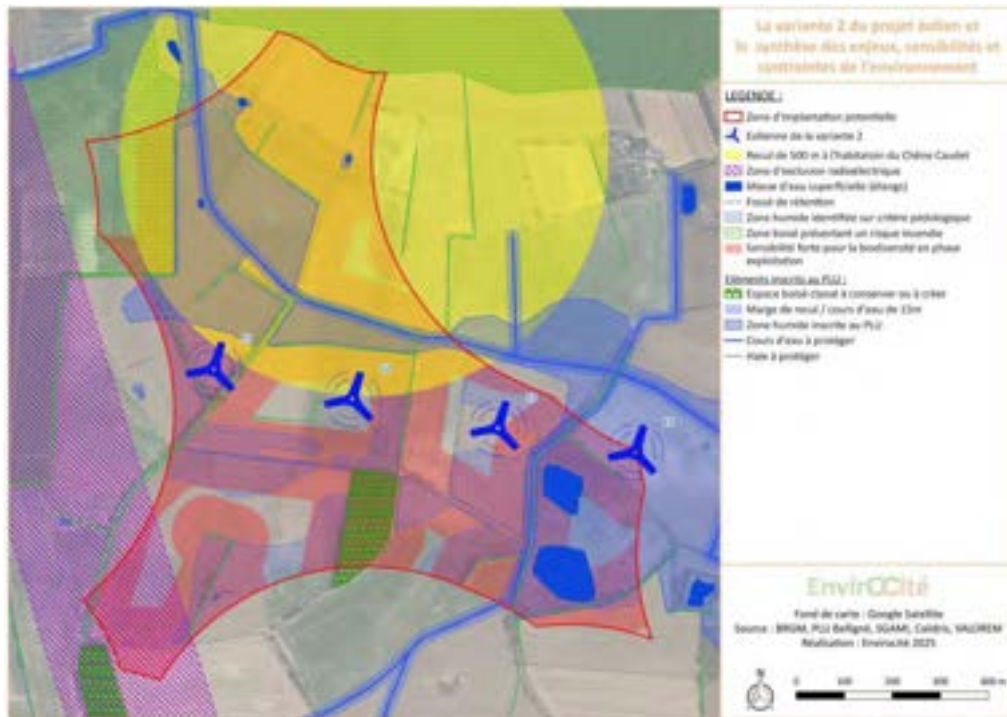 La variante 2 du projet éolien et
la synthèse des enjeux, sensibilités et
contraintes de l'environnement
LEGENDE :
Zone d'implantation potentielle
Eolienne de la variante 2
Recul de 500 m à l'habitation du Chêne Caudet
Zone d'exclusion radioélectrique
Masse d'eau superficielle (étangs)
Fossé de rétention
Zone humide identifiée sur critère pédologique
Zone boisé présentant un risque incendie
Sensibilité forte pour la biodiversité en phase
exploitation
Eléments inscrits au PLU :
Espace boisé classé à conserver ou à créer
Marge de recul / cours d'eau de 15m
Zone humide inscrite au PLU
Cours d'eau à protéger
Haie à protéger
EnvirOCité
Fond de carte : Google Satellite
Source : BRGM, PLU Belligné, SGAMI, Calidris, VALOREM
Réalisation : Envirocité 2025
N
0 100 200 300 400 m